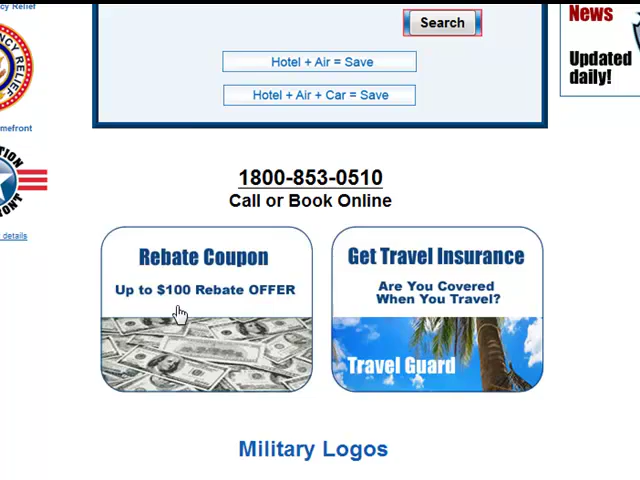 cy Relief
CY RELIEF
mefront
details
Search
Hotel + Air = Save
Hotel + Air + Car = Save
News
Updated
daily!
1800-853-0510
Call or Book Online
Rebate Coupon
Up to $100 Rebate OFFER
Get Travel Insurance
Are You Covered
When You Travel?
Travel Guard
Military Logos